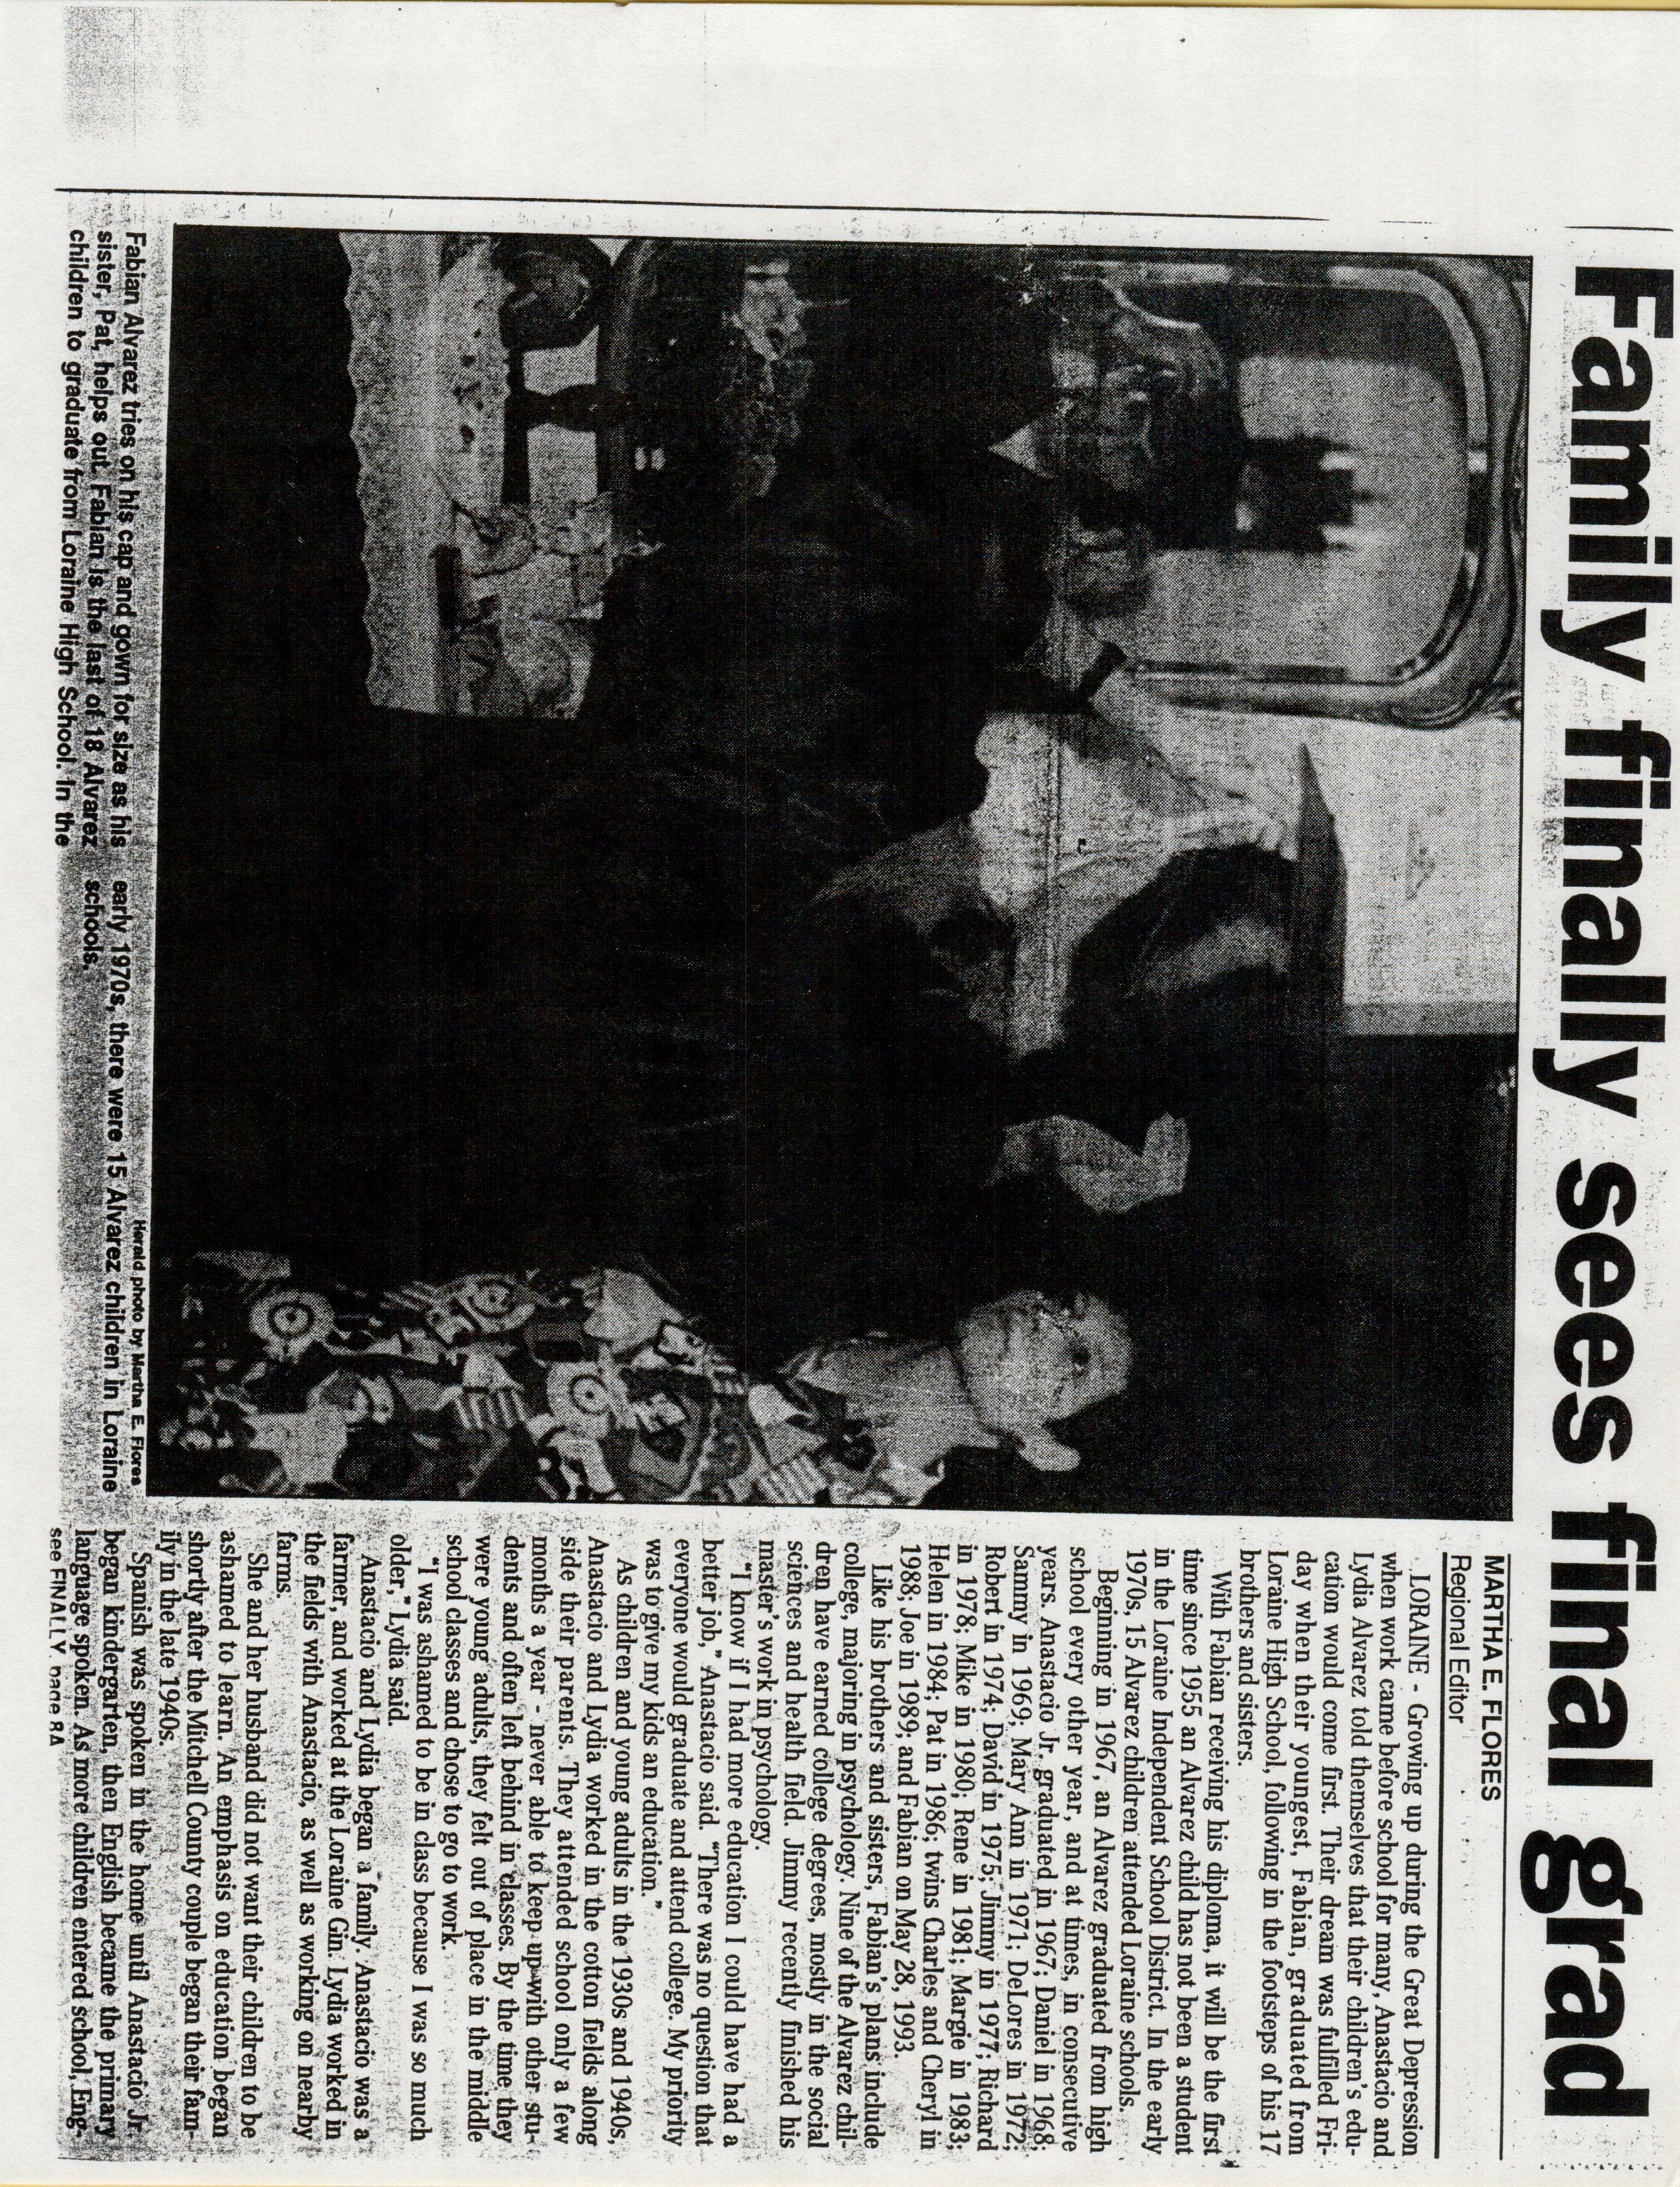 Family finally sees final grad
MARTHA E. FLORES
Regional Editor
LORAINE - Growing up during the Great Depression
when work came before school for many, Anastacio and
Lydia Alvarez told themselves that their children's edu-
cation would come first. Their dream was fulfilled Fri-
day when their youngest, Fabian, graduated from
Loraine High School, following in the footsteps of his 17
brothers and sisters.
With Fabian receiving his diploma, it will be the first
time since 1955 an Alvarez child has not been a student
in the Loraine Independent School District. In the early
1970s, 15 Alvarez children attended Loraine schools.
Beginning in 1967, an Alvarez graduated from high
school every other year, and at times, in consecutive
years. Anastacio Jr. graduated in 1967; Daniel in 1968;
Sammy in 1969; Mary Ann in 1971; DeLores in 1972;
Robert in 1974; David in 1975; Jimmy in 1977; Richard
in 1978; Mike in 1980; Rene in 1981; Margie in 1983;
Helen in 1984; Pat in 1986; twins Charles and Cheryl in
1988; Joe in 1989; and Fabian on May 28, 1993.
Like his brothers and sisters, Fabian's plans include
college, majoring in psychology. Nine of the Alvarez chil-
dren have earned college degrees, mostly in the social
sciences and health field. Jimmy recently finished his
master's work in psychology.
"I know if I had more education I could have had a
better job," Anastacio said. "There was no question that
everyone would graduate and attend college. My priority
was to give my kids an education."
As children and young adults in the 1930s and 1940s,
Anastacio and Lydia worked in the cotton fields along
side their parents. They attended school only a few
months a year - never able to keep up with other stu-
dents and often left behind in classes. By the time they
were young adults, they felt out of place in the middle
school classes and chose to go to work.
"I was ashamed to be in class because I was so much
older," Lydia said.
Anastacio and Lydia began a family. Anastacio was a
farmer, and worked at the Loraine Gin. Lydia worked in
the fields with Anastacio, as well as working on nearby
farms.
She and her husband did not want their children to be
ashamed to learn. An emphasis on education began
shortly after the Mitchell County couple began their fam-
ily in the late 1940s.
Spanish was spoken in the home until Anastacio Jr.
began kindergarten, then English became the primary
language spoken. As more children entered school, Eng-
see FINALLY, page 8A
Herald photo by Martha E. Flores
Fabian Alvarez tries on his cap and gown for size as his
sister, Pat, helps out. Fabian is the last of 18 Alvarez
children to graduate from Loraine High School. In the
early 1970s, there were 15 Alvarez children in Loraine
schools.